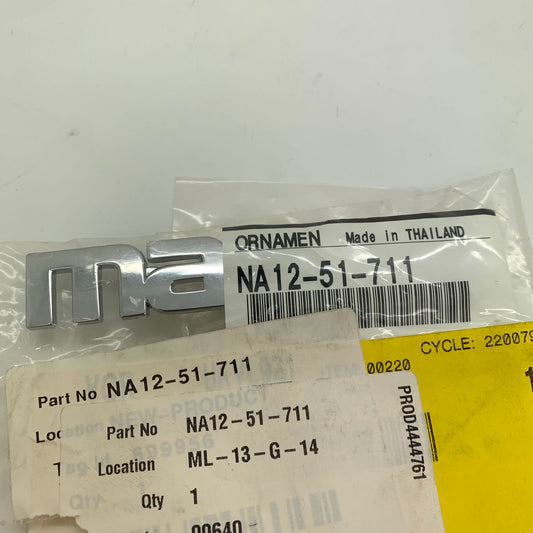 ORNAMEN Made in THAILAND
ma NA12-51-711
CYCLE: 220079
00220
Part No NA12-51-711
PROD4444761
Part No NA12-51-711
Location ML-13-G-14
Qty 1
00640